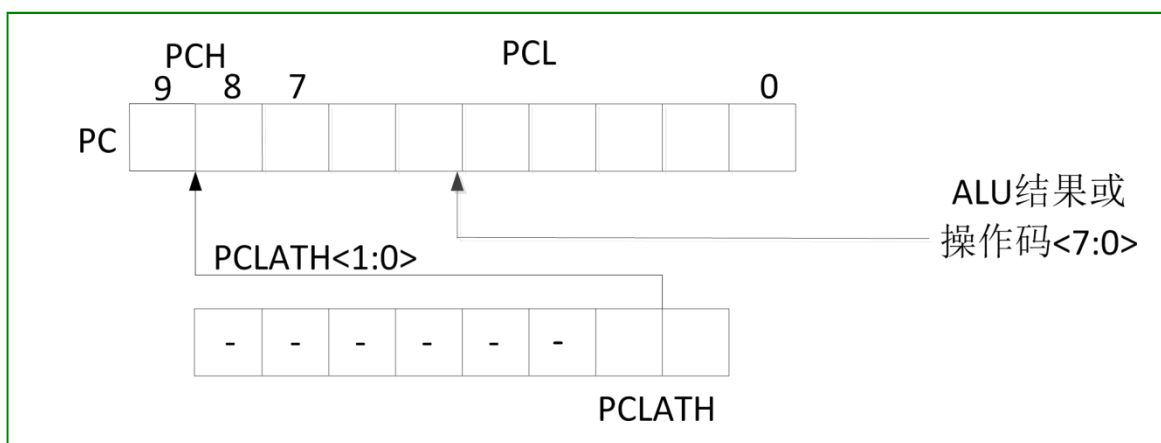 PCH
PCL
9 8 7 0
PC
ALU结果或
操作码<7:0>
PCLATH<1:0>
- - - - - -
PCLATH